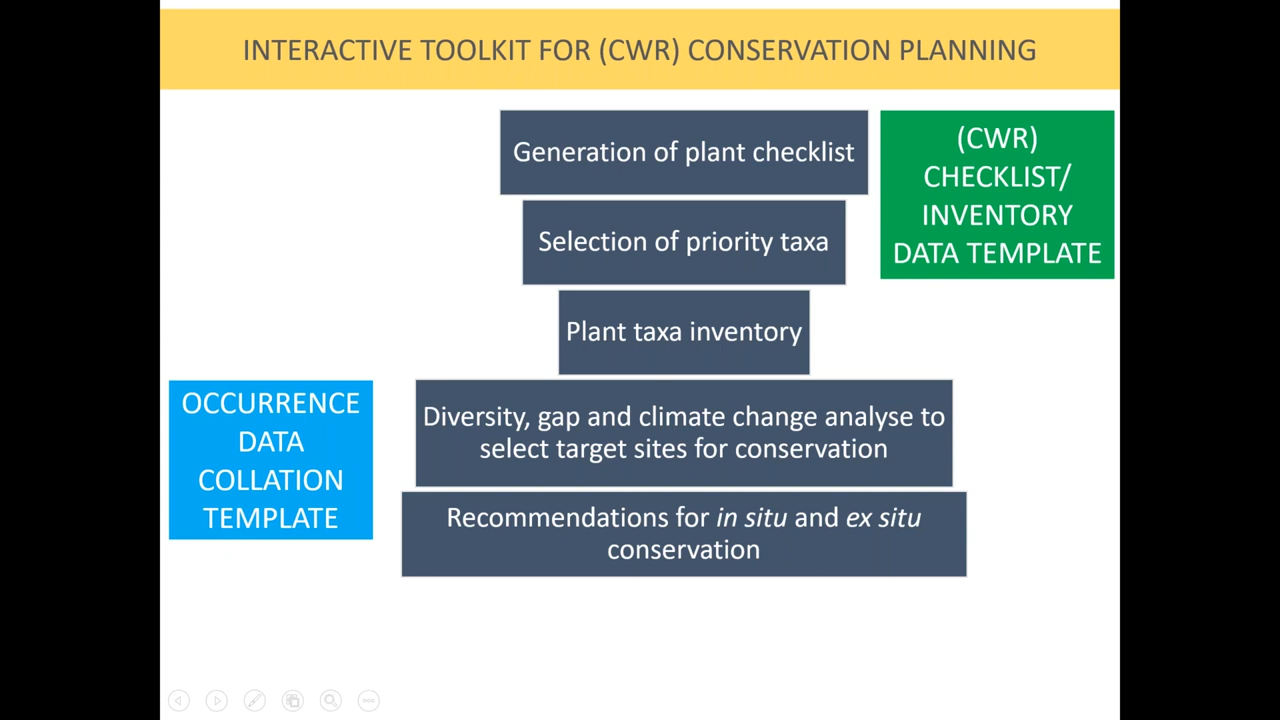 INTERACTIVE TOOLKIT FOR (CWR) CONSERVATION PLANNING
Generation of plant checklist
(CWR)
CHECKLIST/
INVENTORY
DATA TEMPLATE
Selection of priority taxa
Plant taxa inventory
OCCURRENCE
DATA
COLLATION
TEMPLATE
Diversity, gap and climate change analyse to
select target sites for conservation
Recommendations for in situ and ex situ
conservation